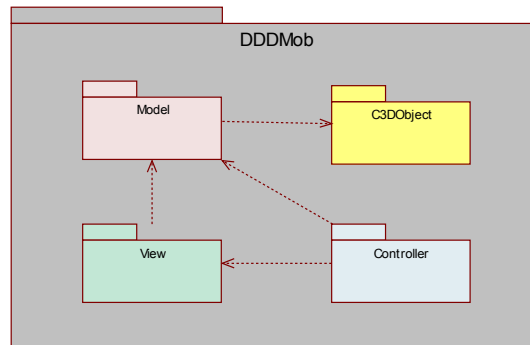 DDDMob
Model
C3DObject
View
Controller